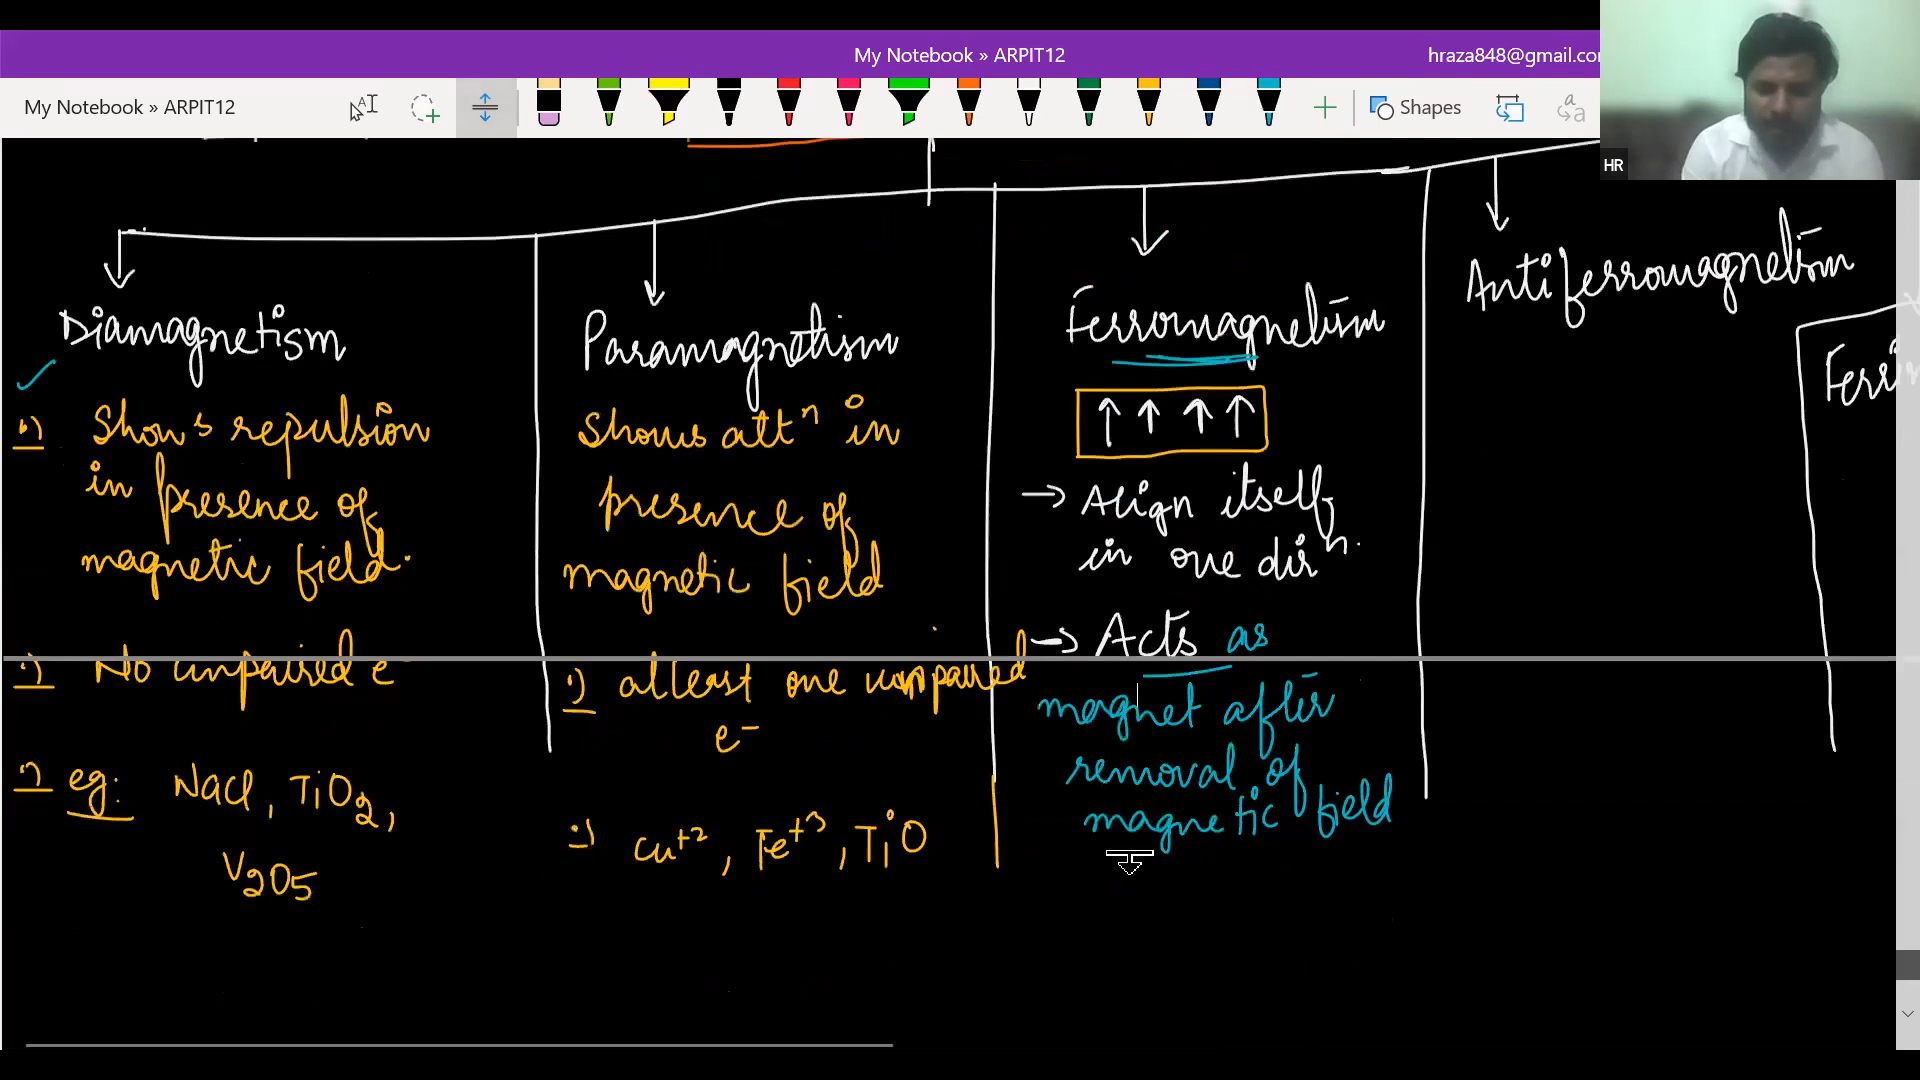 My Notebook » ARPIT12
hraza848@gmail.co
My Notebook » ARPIT12
Shapes
HR
Diamagnetism
Shows repulsion
in presence of
magnetic field.
No unpaired e⁻
eg: NaCl, TiO2,
V2O5
Paramagnetism
Shows attⁿ in
presence of
magnetic field
atleast one unpaired
e⁻
Cu+2, Fe+3, TiO
Ferromagnetism
↑ ↑ ↑ ↑
→ Align itself
in one dirⁿ.
→ Acts as
magnet after
removal of
magnetic field
Antiferromagnetism
Ferri